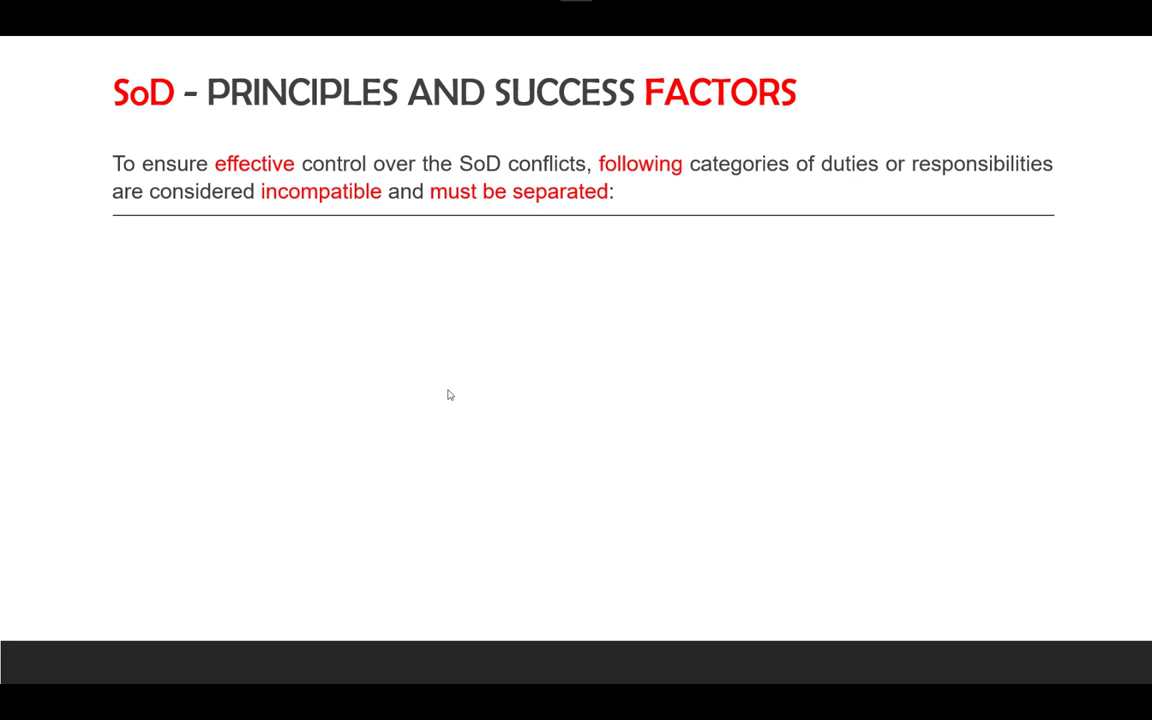 SoD - PRINCIPLES AND SUCCESS FACTORS
To ensure effective control over the SoD conflicts, following categories of duties or responsibilities
are considered incompatible and must be separated: